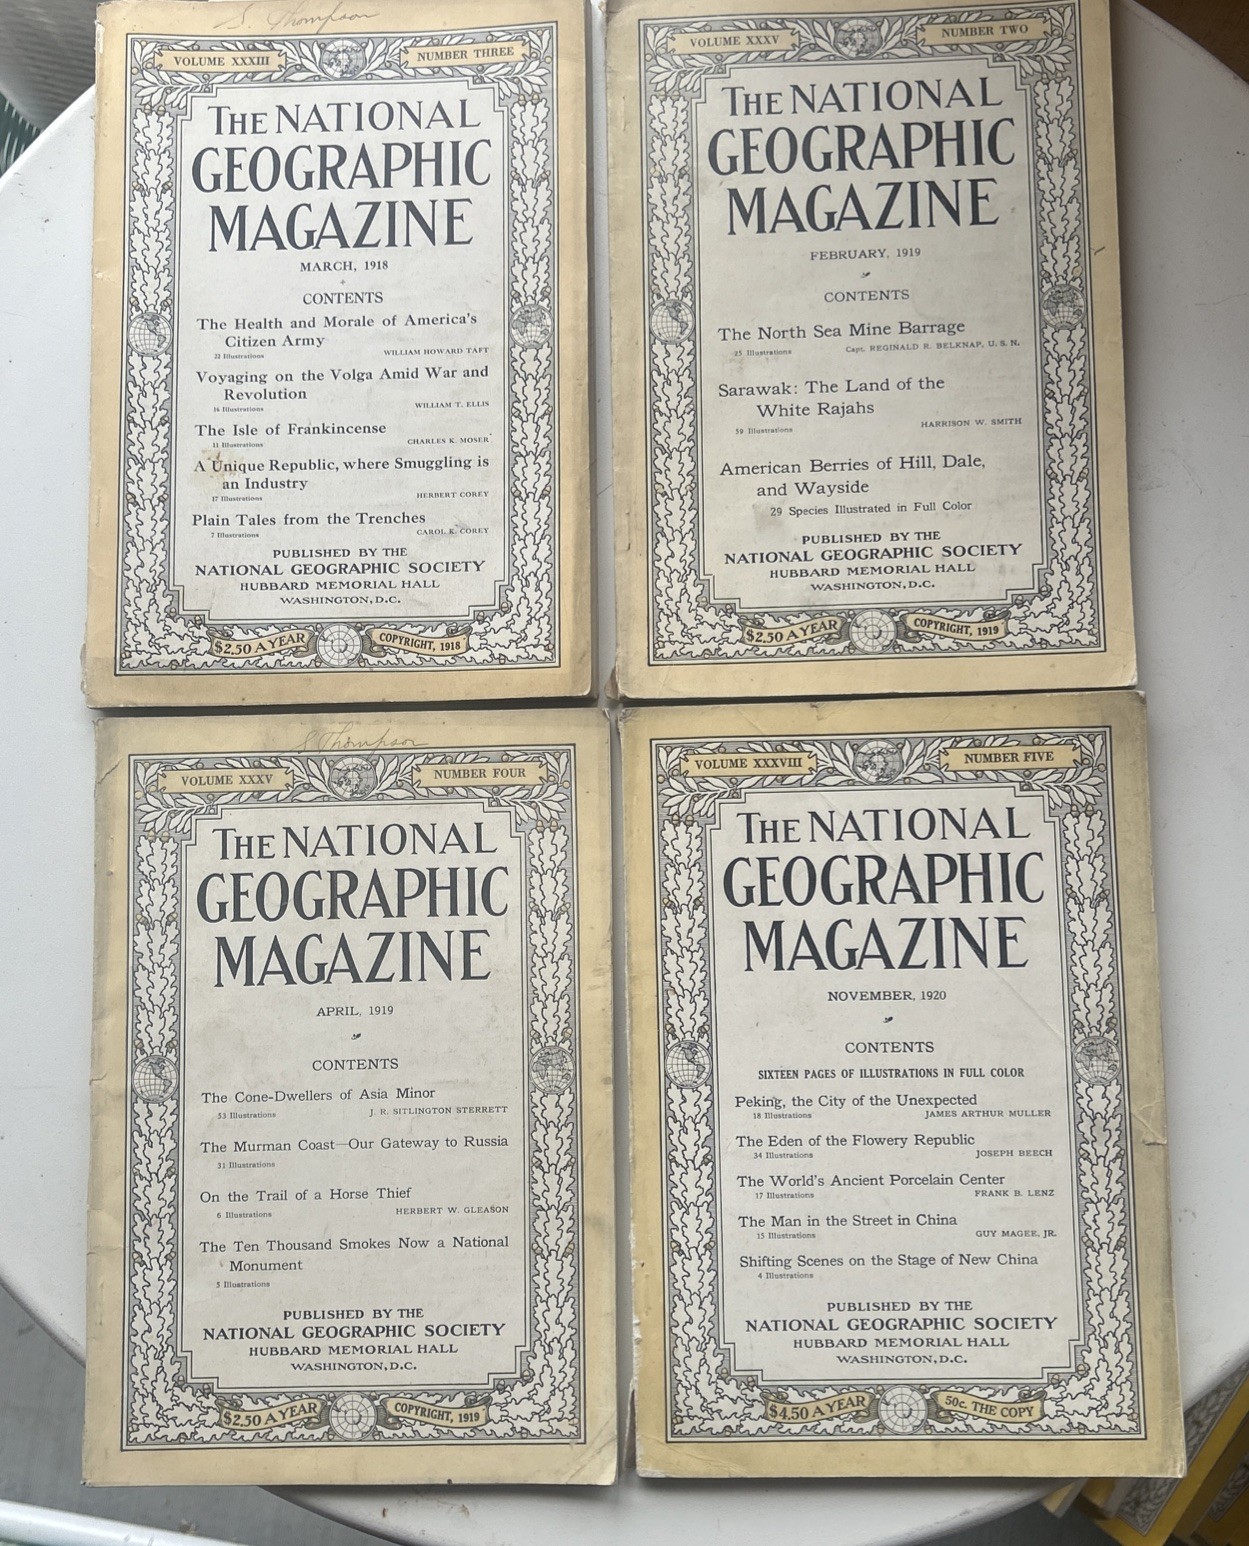 S. Thompson
VOLUME XXXIII
NUMBER THREE
THE NATIONAL
GEOGRAPHIC
MAGAZINE
MARCH, 1918
CONTENTS
The Health and Morale of America's
Citizen Army
22 Illustrations WILLIAM HOWARD TAFT
Voyaging on the Volga Amid War and
Revolution
16 Illustrations WILLIAM T. ELLIS
The Isle of Frankincense
11 Illustrations CHARLES K. MOSER
A Unique Republic, where Smuggling is
an Industry
17 Illustrations HERBERT COREY
Plain Tales from the Trenches
7 Illustrations CAROL K. COREY
PUBLISHED BY THE
NATIONAL GEOGRAPHIC SOCIETY
HUBBARD MEMORIAL HALL
WASHINGTON, D.C.
$2.50 A YEAR
COPYRIGHT, 1918
VOLUME XXXV
NUMBER TWO
THE NATIONAL
GEOGRAPHIC
MAGAZINE
FEBRUARY, 1919
CONTENTS
The North Sea Mine Barrage
25 Illustrations Capt. REGINALD R. BELKNAP, U. S. N.
Sarawak: The Land of the
White Rajahs
59 Illustrations HARRISON W. SMITH
American Berries of Hill, Dale,
and Wayside
29 Species Illustrated in Full Color
PUBLISHED BY THE
NATIONAL GEOGRAPHIC SOCIETY
HUBBARD MEMORIAL HALL
WASHINGTON, D.C.
$2.50 A YEAR
COPYRIGHT, 1919
S Thompson
VOLUME XXXV
NUMBER FOUR
THE NATIONAL
GEOGRAPHIC
MAGAZINE
APRIL, 1919
CONTENTS
The Cone-Dwellers of Asia Minor
53 Illustrations J. R. SITLINGTON STERRETT
The Murman Coast—Our Gateway to Russia
31 Illustrations
On the Trail of a Horse Thief
6 Illustrations HERBERT W. GLEASON
The Ten Thousand Smokes Now a National
Monument
5 Illustrations
PUBLISHED BY THE
NATIONAL GEOGRAPHIC SOCIETY
HUBBARD MEMORIAL HALL
WASHINGTON, D.C.
$2.50 A YEAR
COPYRIGHT, 1919
VOLUME XXXVIII
NUMBER FIVE
THE NATIONAL
GEOGRAPHIC
MAGAZINE
NOVEMBER, 1920
CONTENTS
SIXTEEN PAGES OF ILLUSTRATIONS IN FULL COLOR
Peking, the City of the Unexpected
18 Illustrations JAMES ARTHUR MULLER
The Eden of the Flowery Republic
34 Illustrations JOSEPH BEECH
The World's Ancient Porcelain Center
17 Illustrations FRANK B. LENZ
The Man in the Street in China
15 Illustrations GUY MAGEE, JR.
Shifting Scenes on the Stage of New China
4 Illustrations
PUBLISHED BY THE
NATIONAL GEOGRAPHIC SOCIETY
HUBBARD MEMORIAL HALL
WASHINGTON, D.C.
$4.50 A YEAR
50c. THE COPY